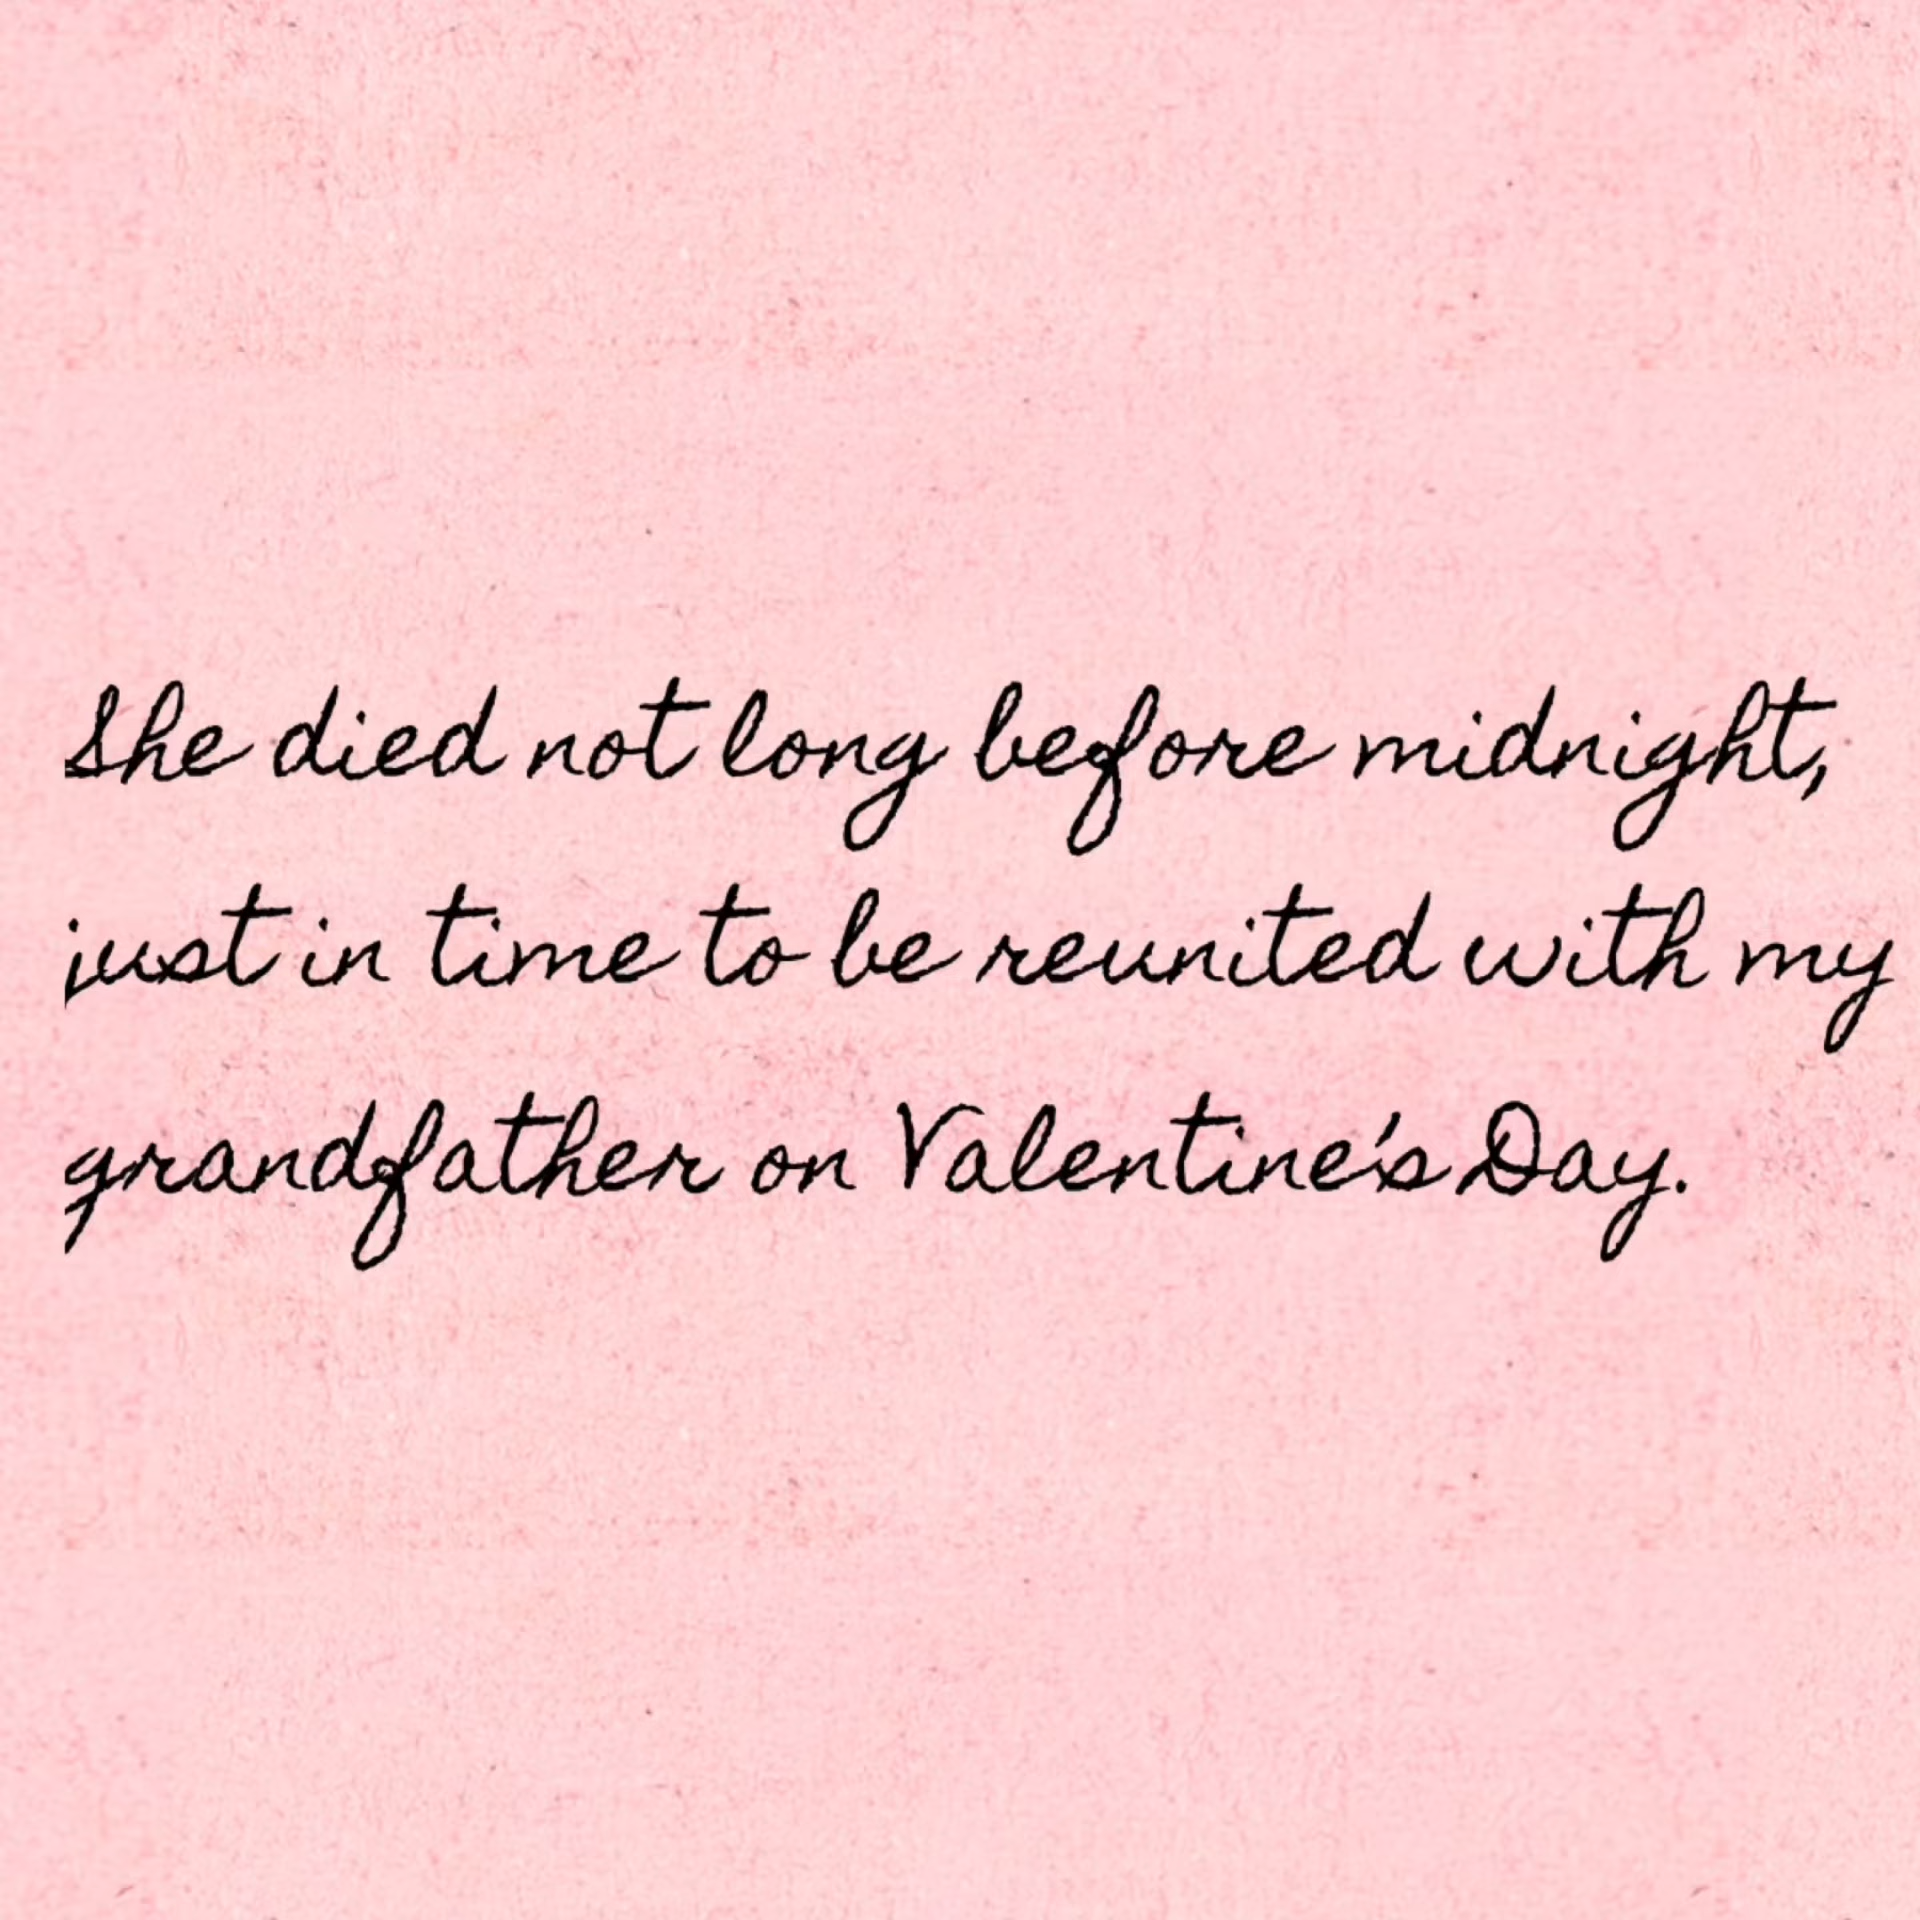 She died not long before midnight,
just in time to be reunited with my
grandfather on Valentine's Day.